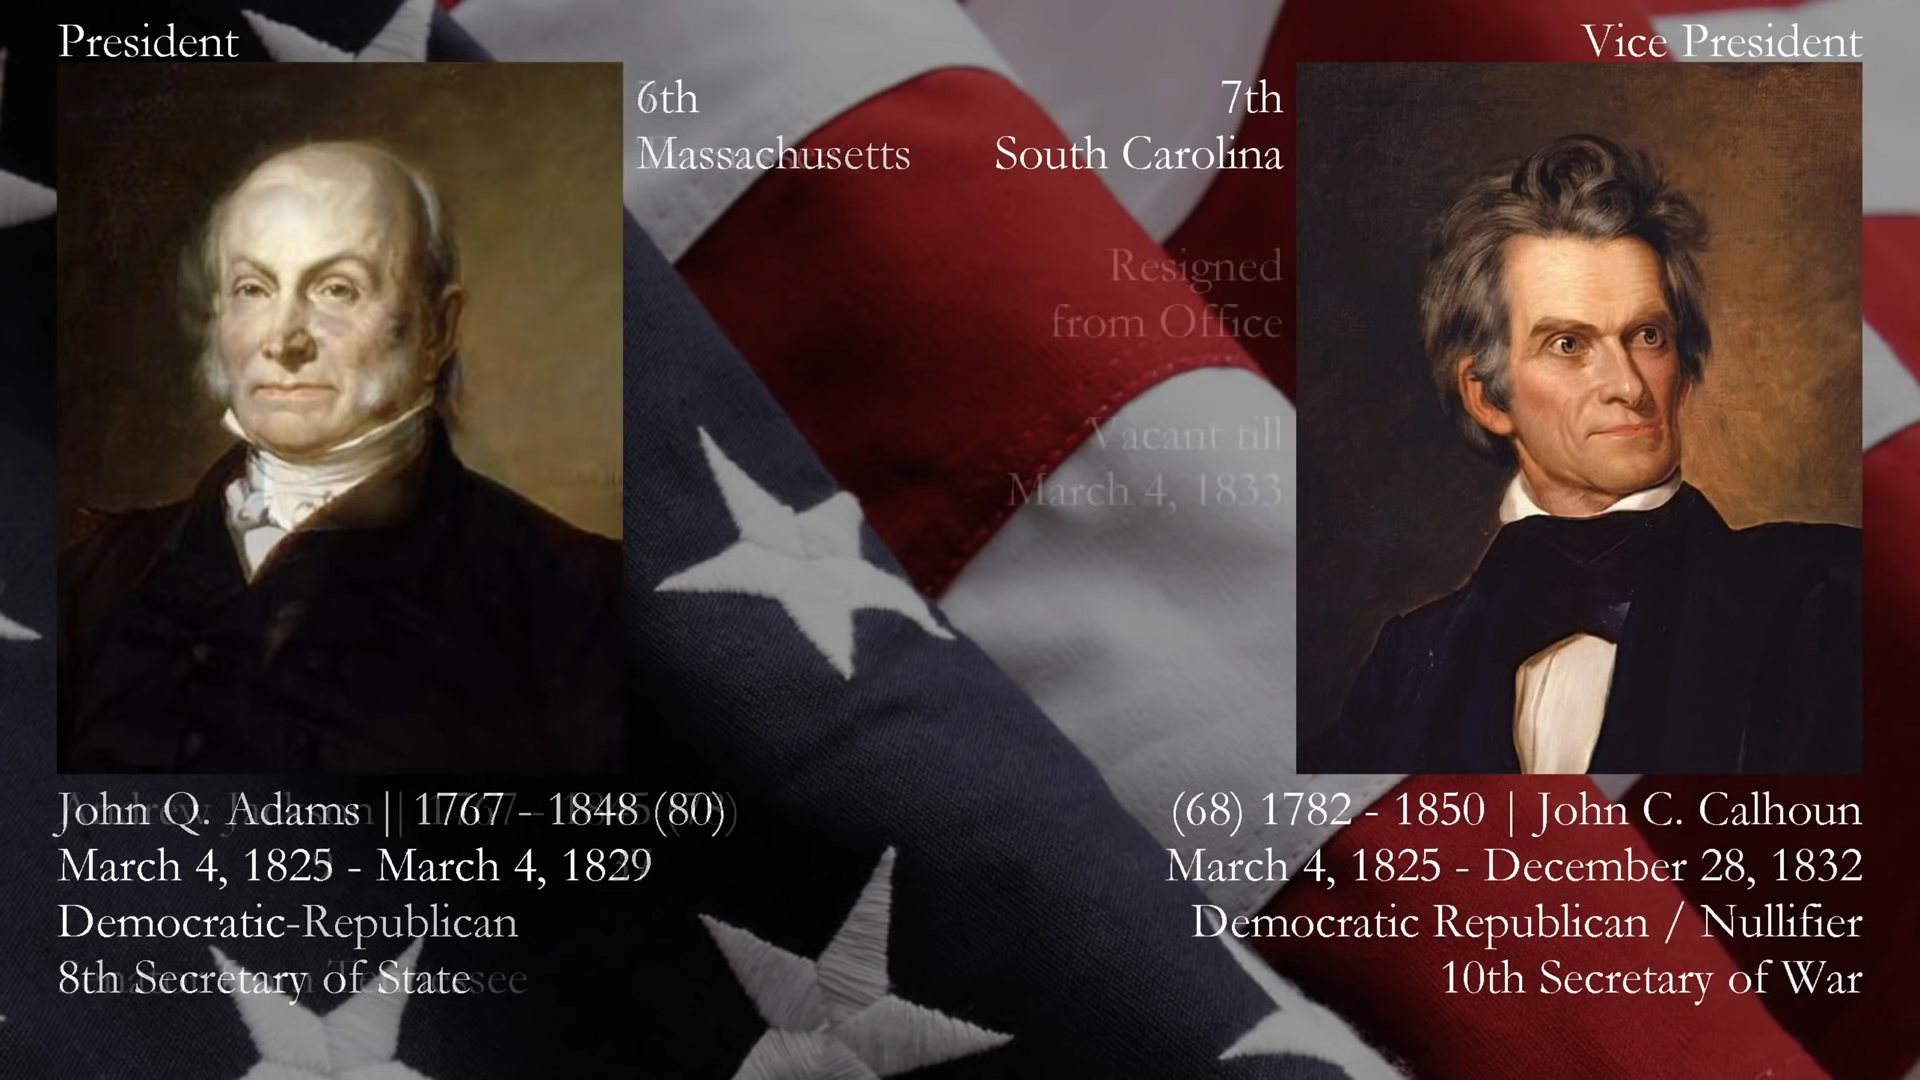 President
Vice President
6th
Massachusetts
7th
South Carolina
Resigned
from Office
Vacant till
March 4, 1833
John Q. Adams | 1767 - 1848 (80)
March 4, 1825 - March 4, 1829
Democratic-Republican
8th Secretary of State
(68) 1782 - 1850 | John C. Calhoun
March 4, 1825 - December 28, 1832
Democratic Republican / Nullifier
10th Secretary of War